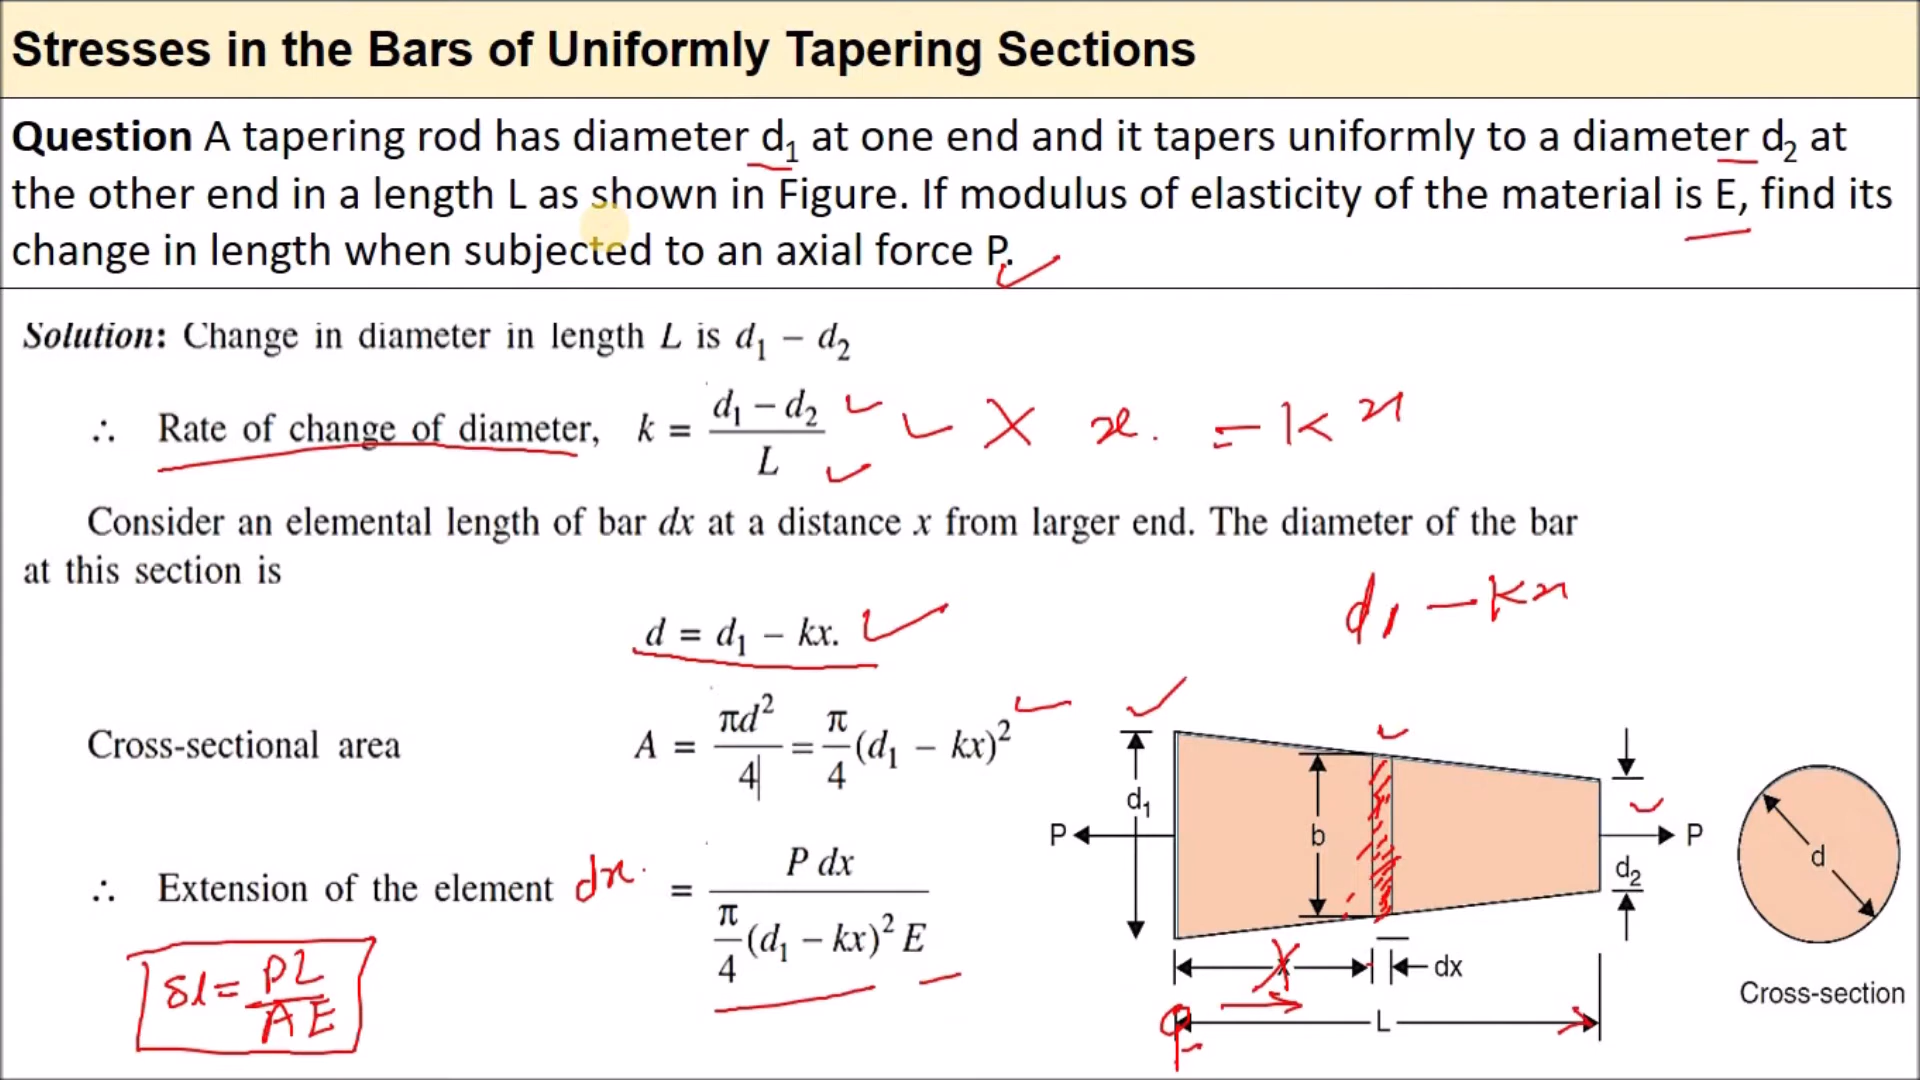 Stresses in the Bars of Uniformly Tapering Sections
Question A tapering rod has diameter d₁ at one end and it tapers uniformly to a diameter d₂ at
the other end in a length L as shown in Figure. If modulus of elasticity of the material is E, find its
change in length when subjected to an axial force P.
Solution: Change in diameter in length L is d₁ − d₂
∴ Rate of change of diameter, k = (d₁ − d₂)/L × x. = kx
Consider an elemental length of bar dx at a distance x from larger end. The diameter of the bar
at this section is
d₁ − kx
d = d₁ − kx.
Cross-sectional area A = πd²/4 = π/4 (d₁ − kx)²
∴ Extension of the element dx. = P dx / (π/4 (d₁ − kx)² E)
δl = PL/AE
d₁
P
b
P
d₂
d
X
dx
L
Cross-section